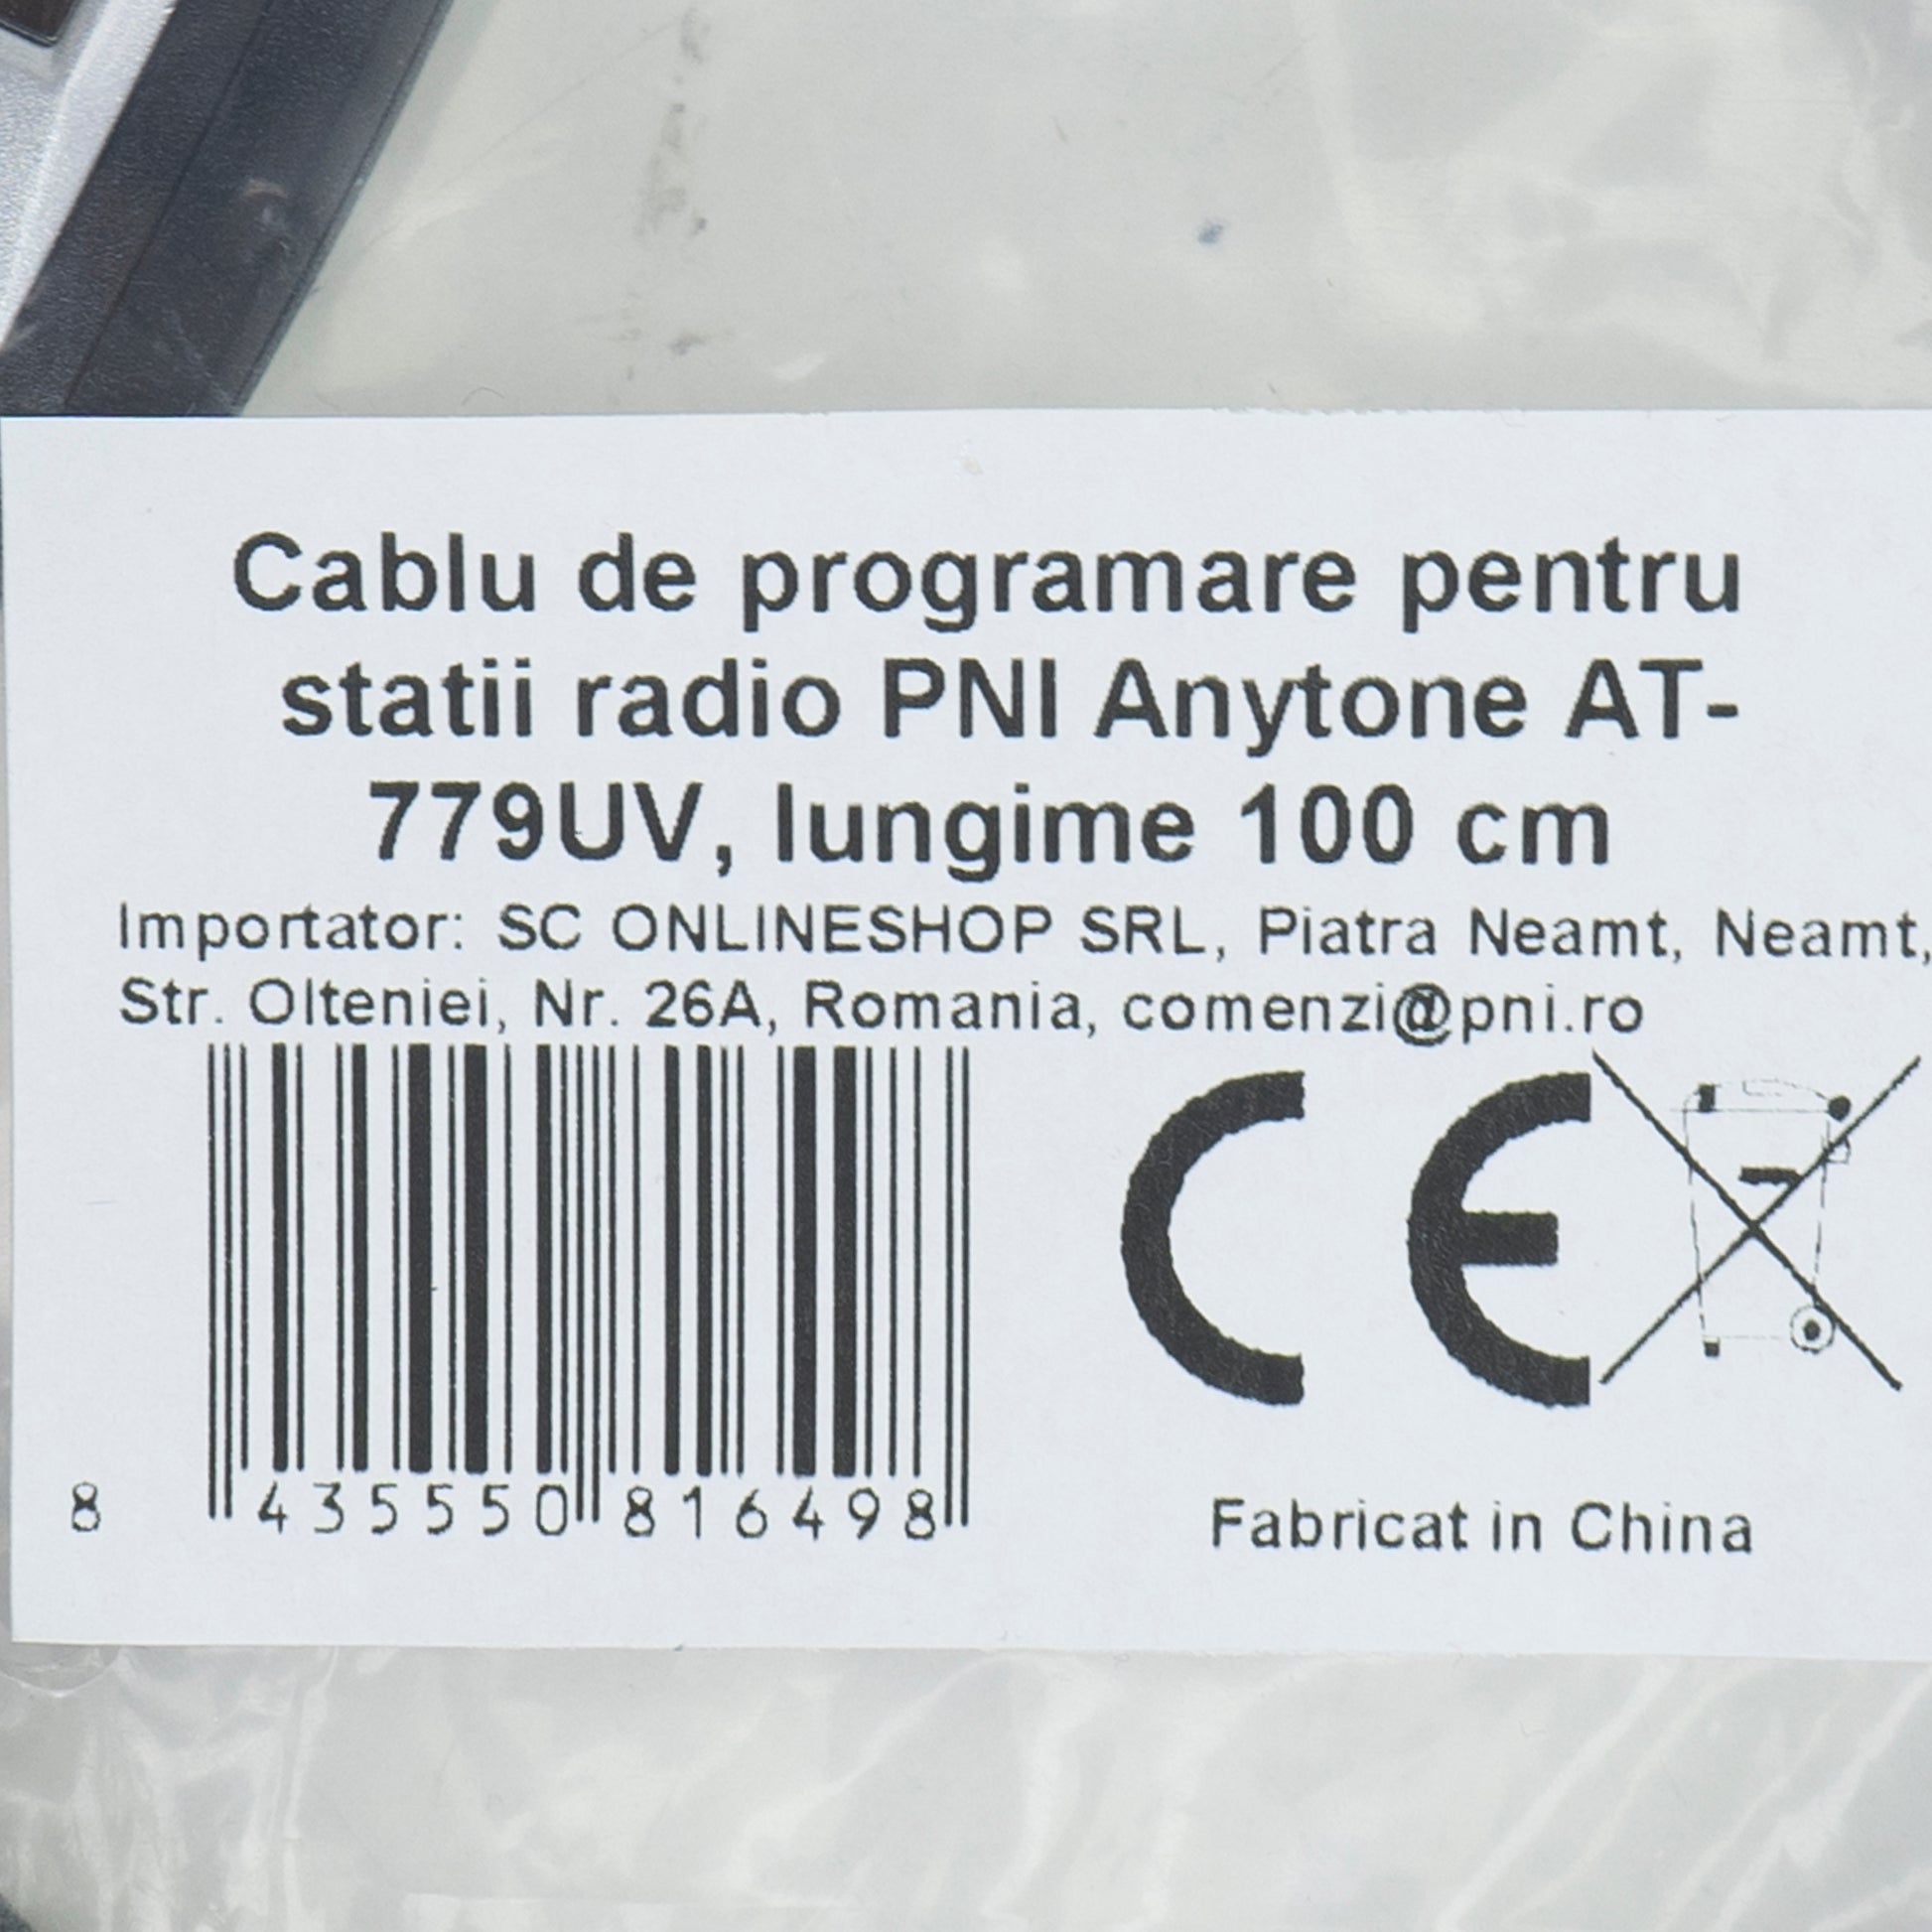 Cablu de programare pentru
statii radio PNI Anytone AT-
779UV, lungime 100 cm
Importator: SC ONLINESHOP SRL, Piatra Neamt, Neamt,
Str. Olteniei, Nr. 26A, Romania, comenzi@pni.ro
CE
8 435550 816498
Fabricat in China